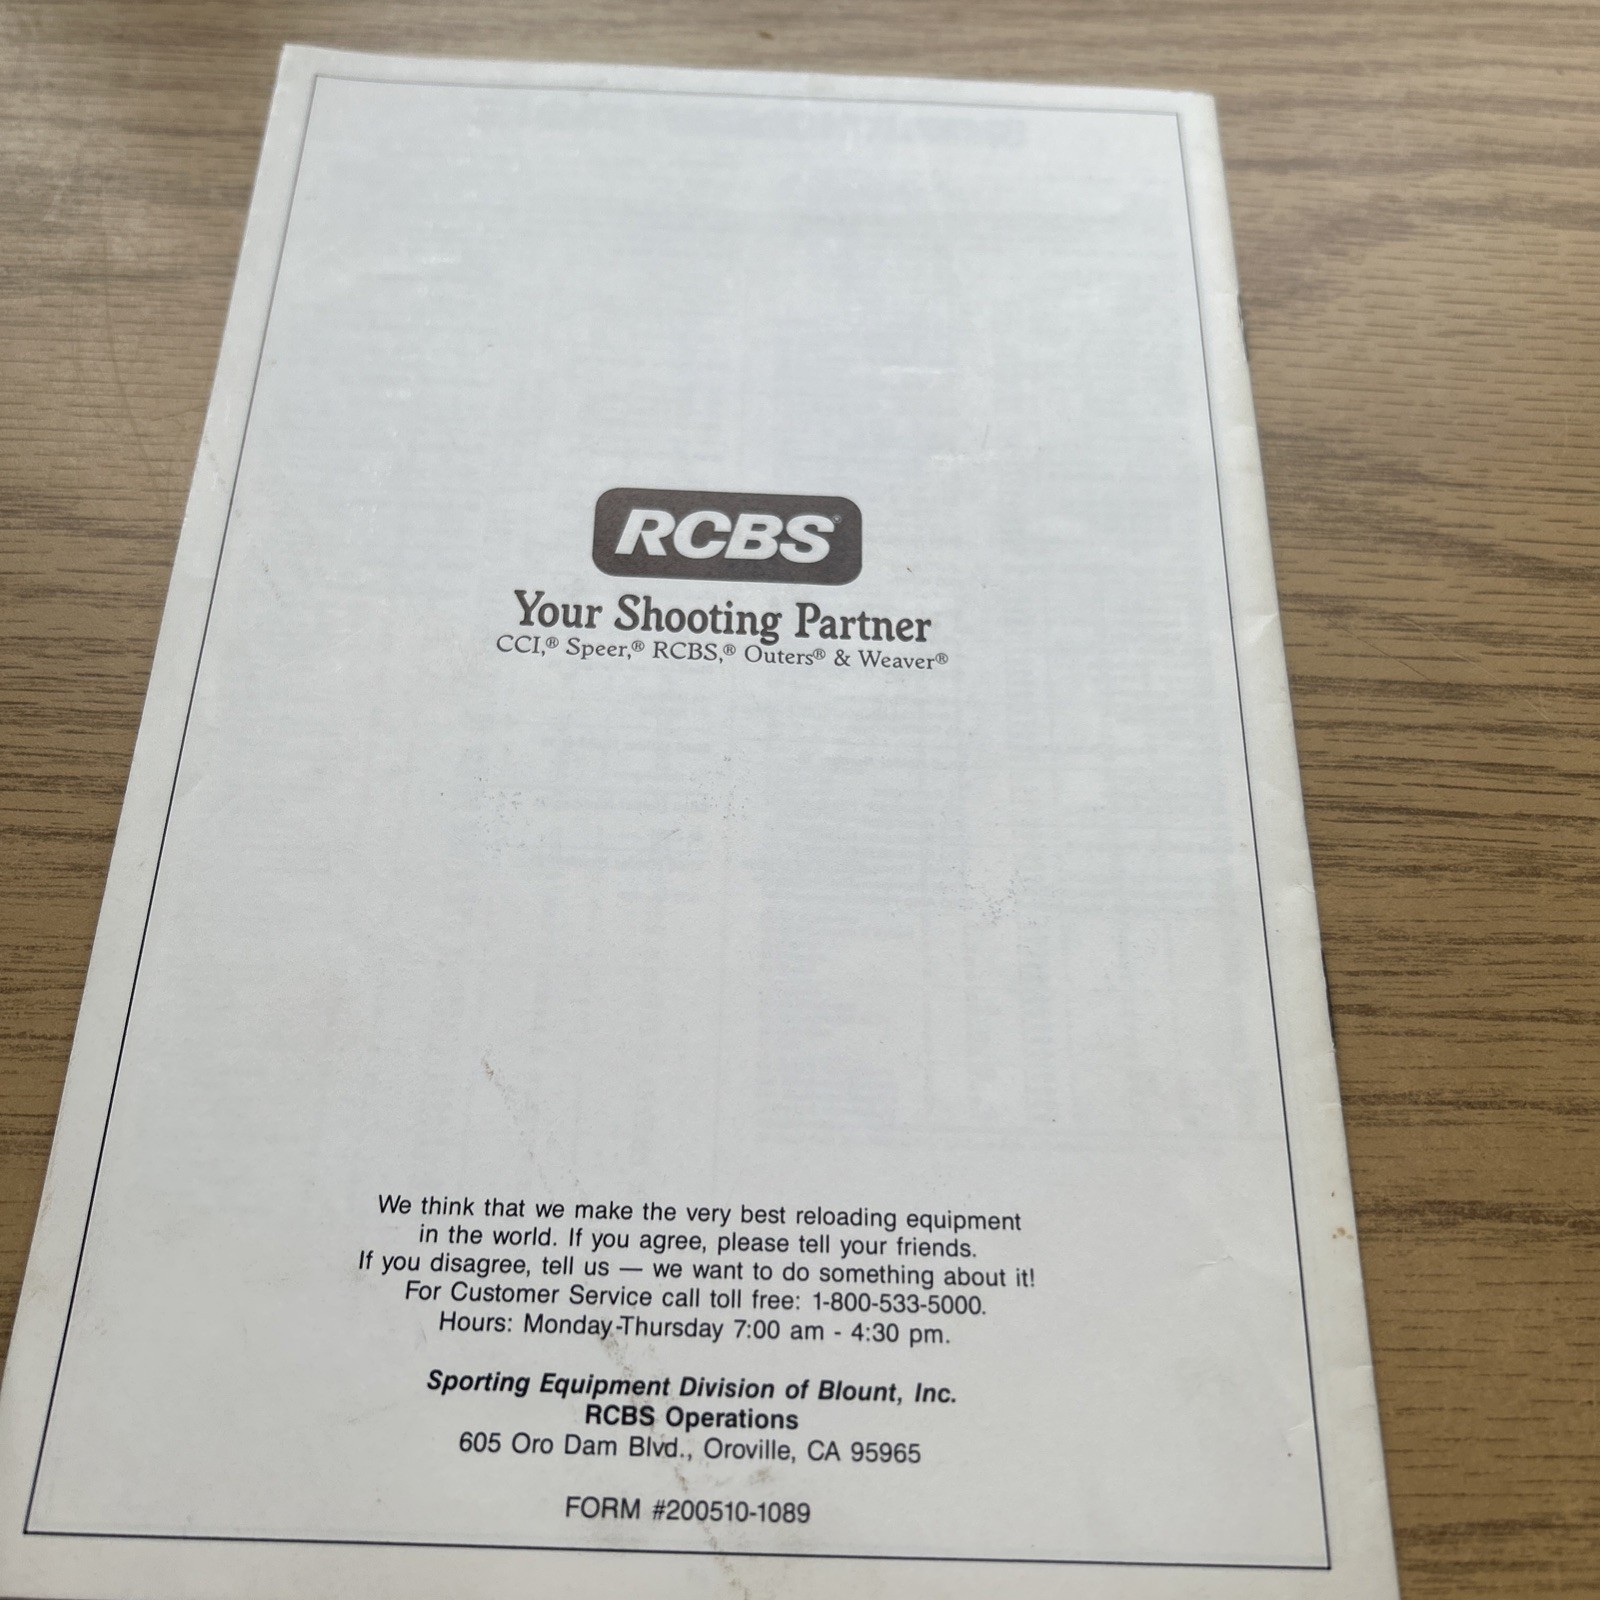 RCBS®
Your Shooting Partner
CCI,® Speer,® RCBS,® Outers® & Weaver®
We think that we make the very best reloading equipment
in the world. If you agree, please tell your friends.
If you disagree, tell us — we want to do something about it!
For Customer Service call toll free: 1-800-533-5000.
Hours: Monday-Thursday 7:00 am - 4:30 pm.
Sporting Equipment Division of Blount, Inc.
RCBS Operations
605 Oro Dam Blvd., Oroville, CA 95965
FORM #200510-1089